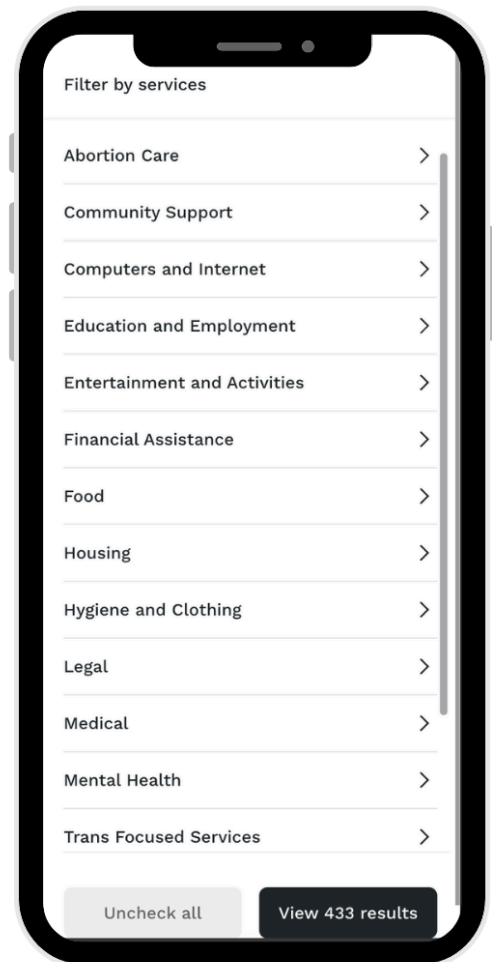 Filter by services
Abortion Care
Community Support
Computers and Internet
Education and Employment
Entertainment and Activities
Financial Assistance
Food
Housing
Hygiene and Clothing
Legal
Medical
Mental Health
Trans Focused Services
Uncheck all
View 433 results